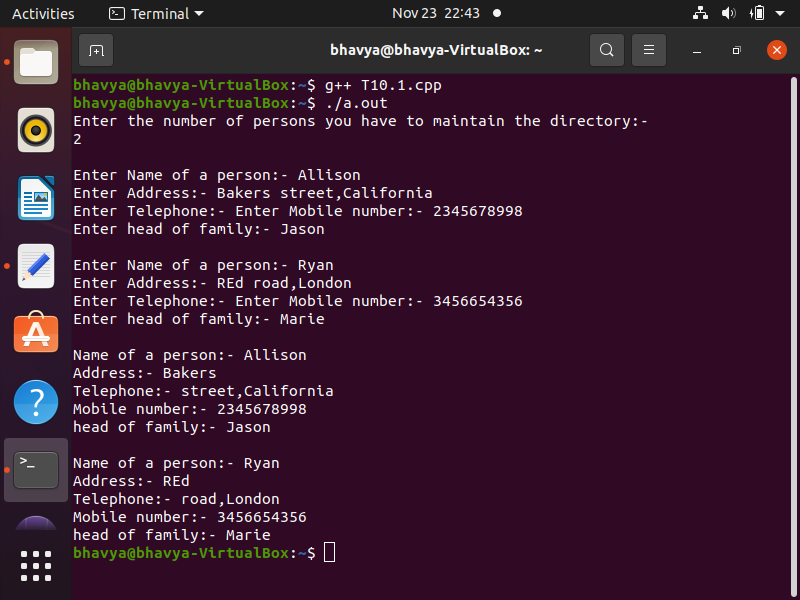 Activities
Terminal
Nov 23 22:43
bhavya@bhavya-VirtualBox: ~
bhavya@bhavya-VirtualBox:~$ g++ T10.1.cpp
bhavya@bhavya-VirtualBox:~$ ./a.out
Enter the number of persons you have to maintain the directory:-
2
Enter Name of a person:- Allison
Enter Address:- Bakers street,California
Enter Telephone:- Enter Mobile number:- 2345678998
Enter head of family:- Jason
Enter Name of a person:- Ryan
Enter Address:- REd road,London
Enter Telephone:- Enter Mobile number:- 3456654356
Enter head of family:- Marie
Name of a person:- Allison
Address:- Bakers
Telephone:- street,California
Mobile number:- 2345678998
head of family:- Jason
Name of a person:- Ryan
Address:- REd
Telephone:- road,London
Mobile number:- 3456654356
head of family:- Marie
bhavya@bhavya-VirtualBox:~$